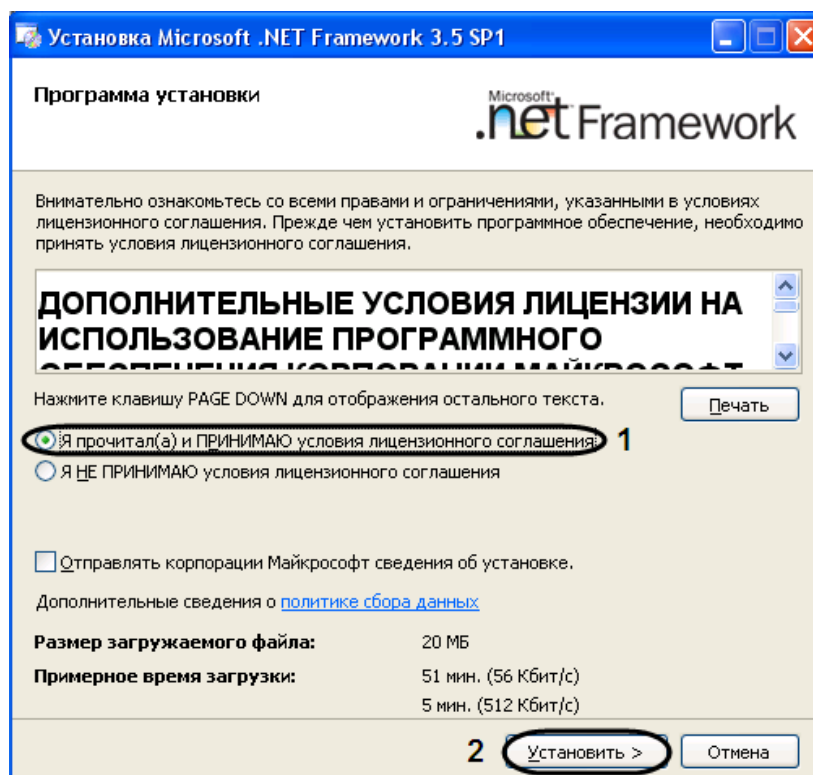 Установка Microsoft .NET Framework 3.5 SP1
Программа установки
Microsoft
.net Framework
Внимательно ознакомьтесь со всеми правами и ограничениями, указанными в условиях
лицензионного соглашения. Прежде чем установить программное обеспечение, необходимо
принять условия лицензионного соглашения.
ДОПОЛНИТЕЛЬНЫЕ УСЛОВИЯ ЛИЦЕНЗИИ НА
ИСПОЛЬЗОВАНИЕ ПРОГРАММНОГО
ОБЕСПЕЧЕНИЯ КОРПОРАЦИИ МАЙКРОСОФТ
Нажмите клавишу PAGE DOWN для отображения остального текста.
Печать
Я прочитал(а) и ПРИНИМАЮ условия лицензионного соглашения 1
Я НЕ ПРИНИМАЮ условия лицензионного соглашения
Отправлять корпорации Майкрософт сведения об установке.
Дополнительные сведения о политике сбора данных
Размер загружаемого файла: 20 МБ
Примерное время загрузки: 51 мин. (56 Кбит/с)
5 мин. (512 Кбит/с)
2 Установить > Отмена